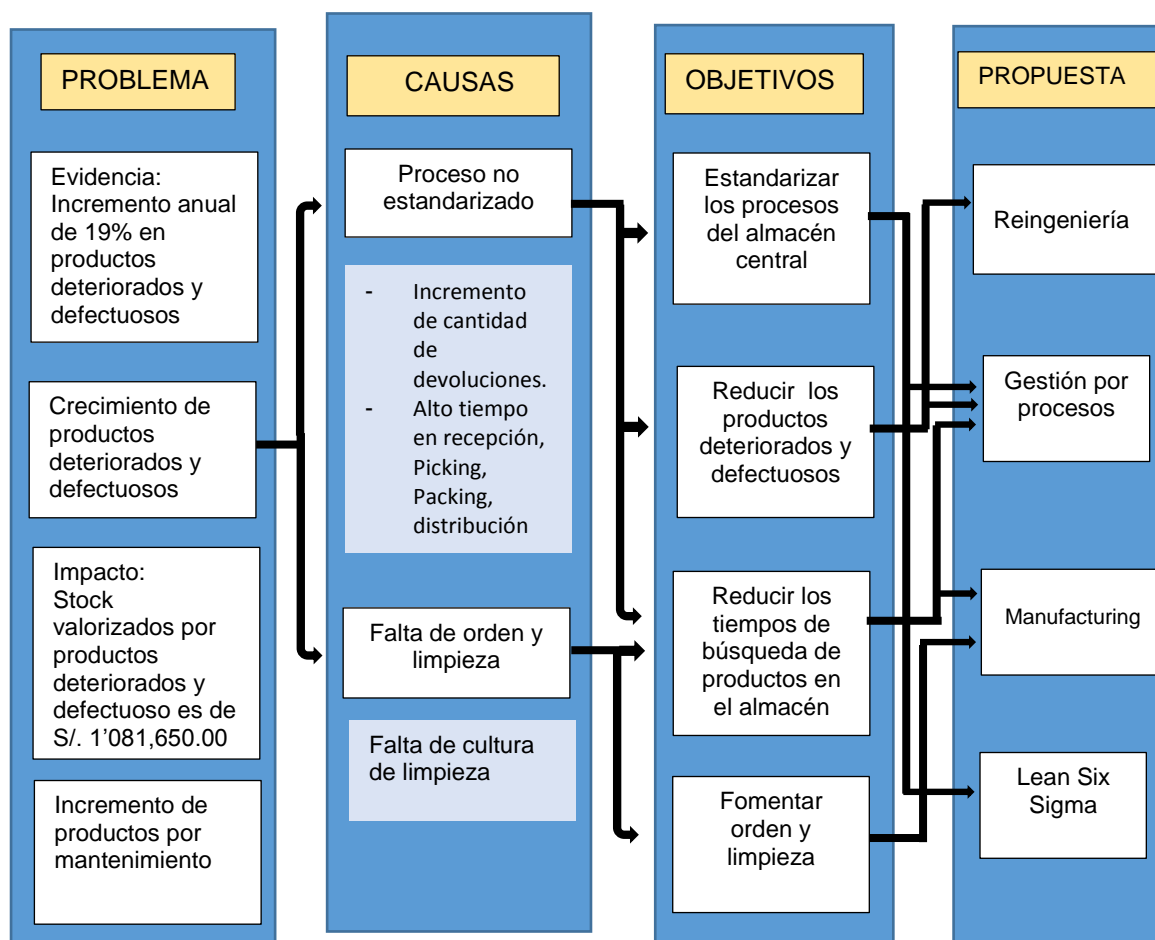 PROBLEMA
Evidencia:
Incremento anual
de 19% en
productos
deteriorados y
defectuosos
Crecimiento de
productos
deteriorados y
defectuosos
Impacto:
Stock
valorizados por
productos
deteriorados y
defectuoso es de
S/. 1’081,650.00
Incremento de
productos por
mantenimiento
CAUSAS
Proceso no
estandarizado
- Incremento
de cantidad
de
devoluciones.
- Alto tiempo
en recepción,
Picking,
Packing,
distribución
Falta de orden y
limpieza
Falta de cultura
de limpieza
OBJETIVOS
Estandarizar
los procesos
del almacén
central
Reducir los
productos
deteriorados y
defectuosos
Reducir los
tiempos de
búsqueda de
productos en
el almacén
Fomentar
orden y
limpieza
PROPUESTA
Reingeniería
Gestión por
procesos
Manufacturing
Lean Six
Sigma